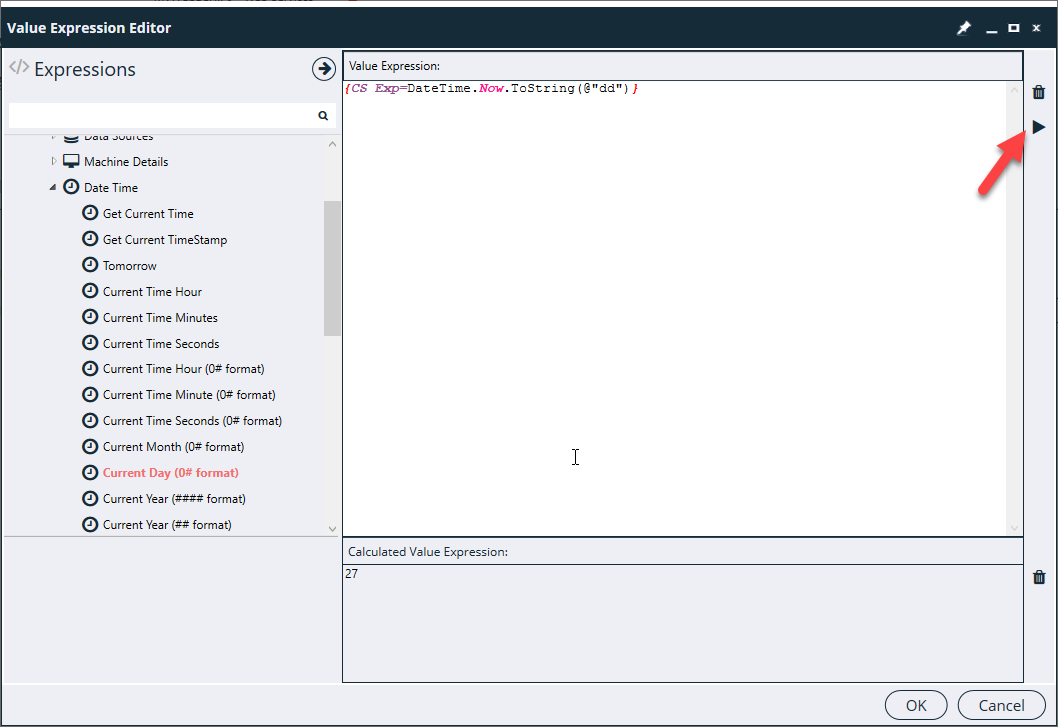 Value Expression Editor
</> Expressions
Data Sources
Machine Details
Date Time
Get Current Time
Get Current TimeStamp
Tomorrow
Current Time Hour
Current Time Minutes
Current Time Seconds
Current Time Hour (0# format)
Current Time Minute (0# format)
Current Time Seconds (0# format)
Current Month (0# format)
Current Day (0# format)
Current Year (#### format)
Current Year (## format)
Value Expression:
{CS Exp=DateTime.Now.ToString(@"dd")}
Calculated Value Expression:
27
OK
Cancel